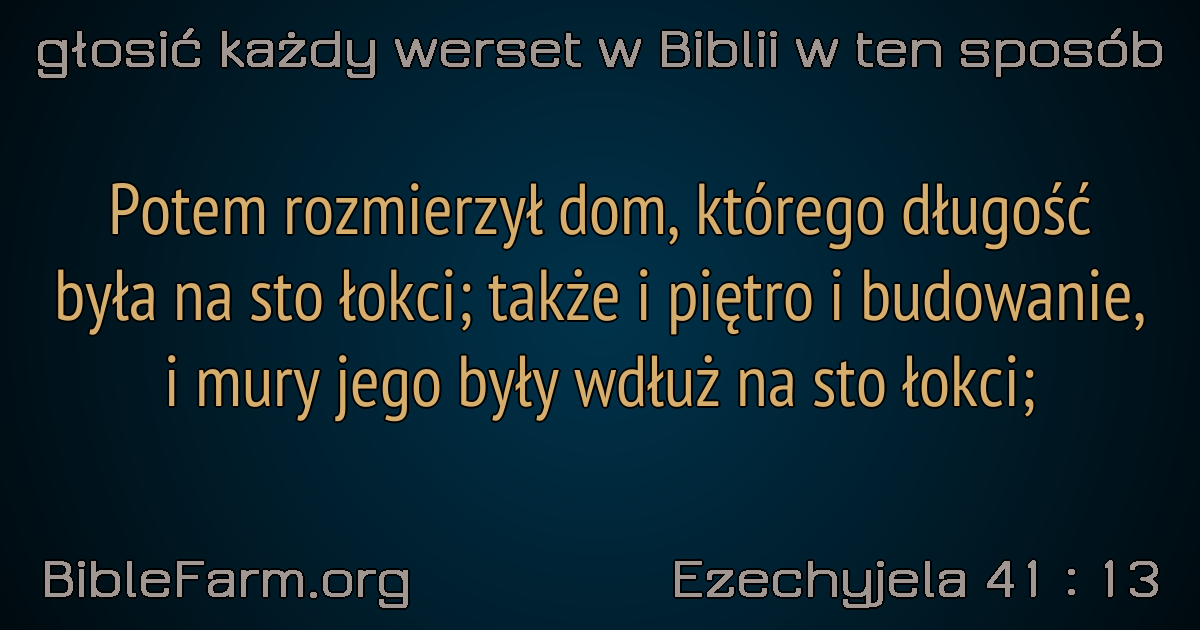 głosić każdy werset w Biblii w ten sposób
Potem rozmierzył dom, którego długość
była na sto łokci; także i piętro i budowanie,
i mury jego były wdłuż na sto łokci;
BibleFarm.org
Ezechyjela 41 : 13